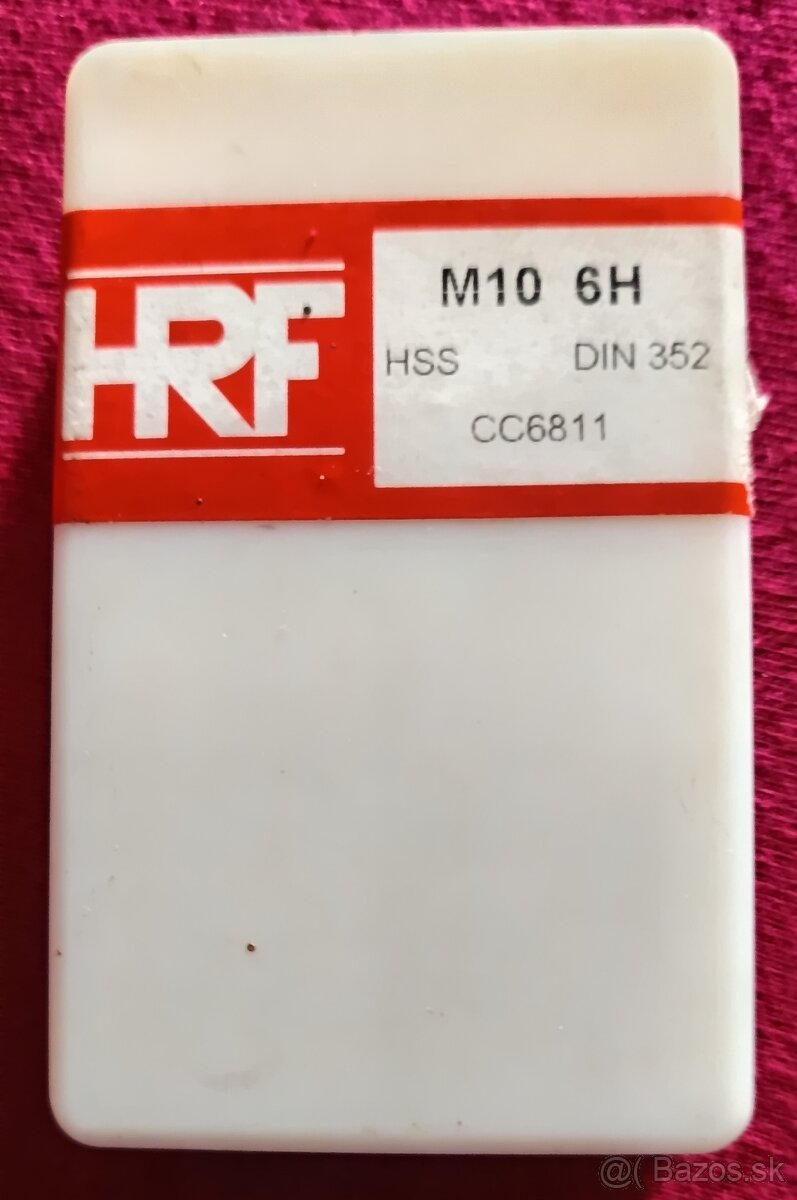 HRF
M10 6H
HSS DIN 352
CC6811
@( Bazos.sk